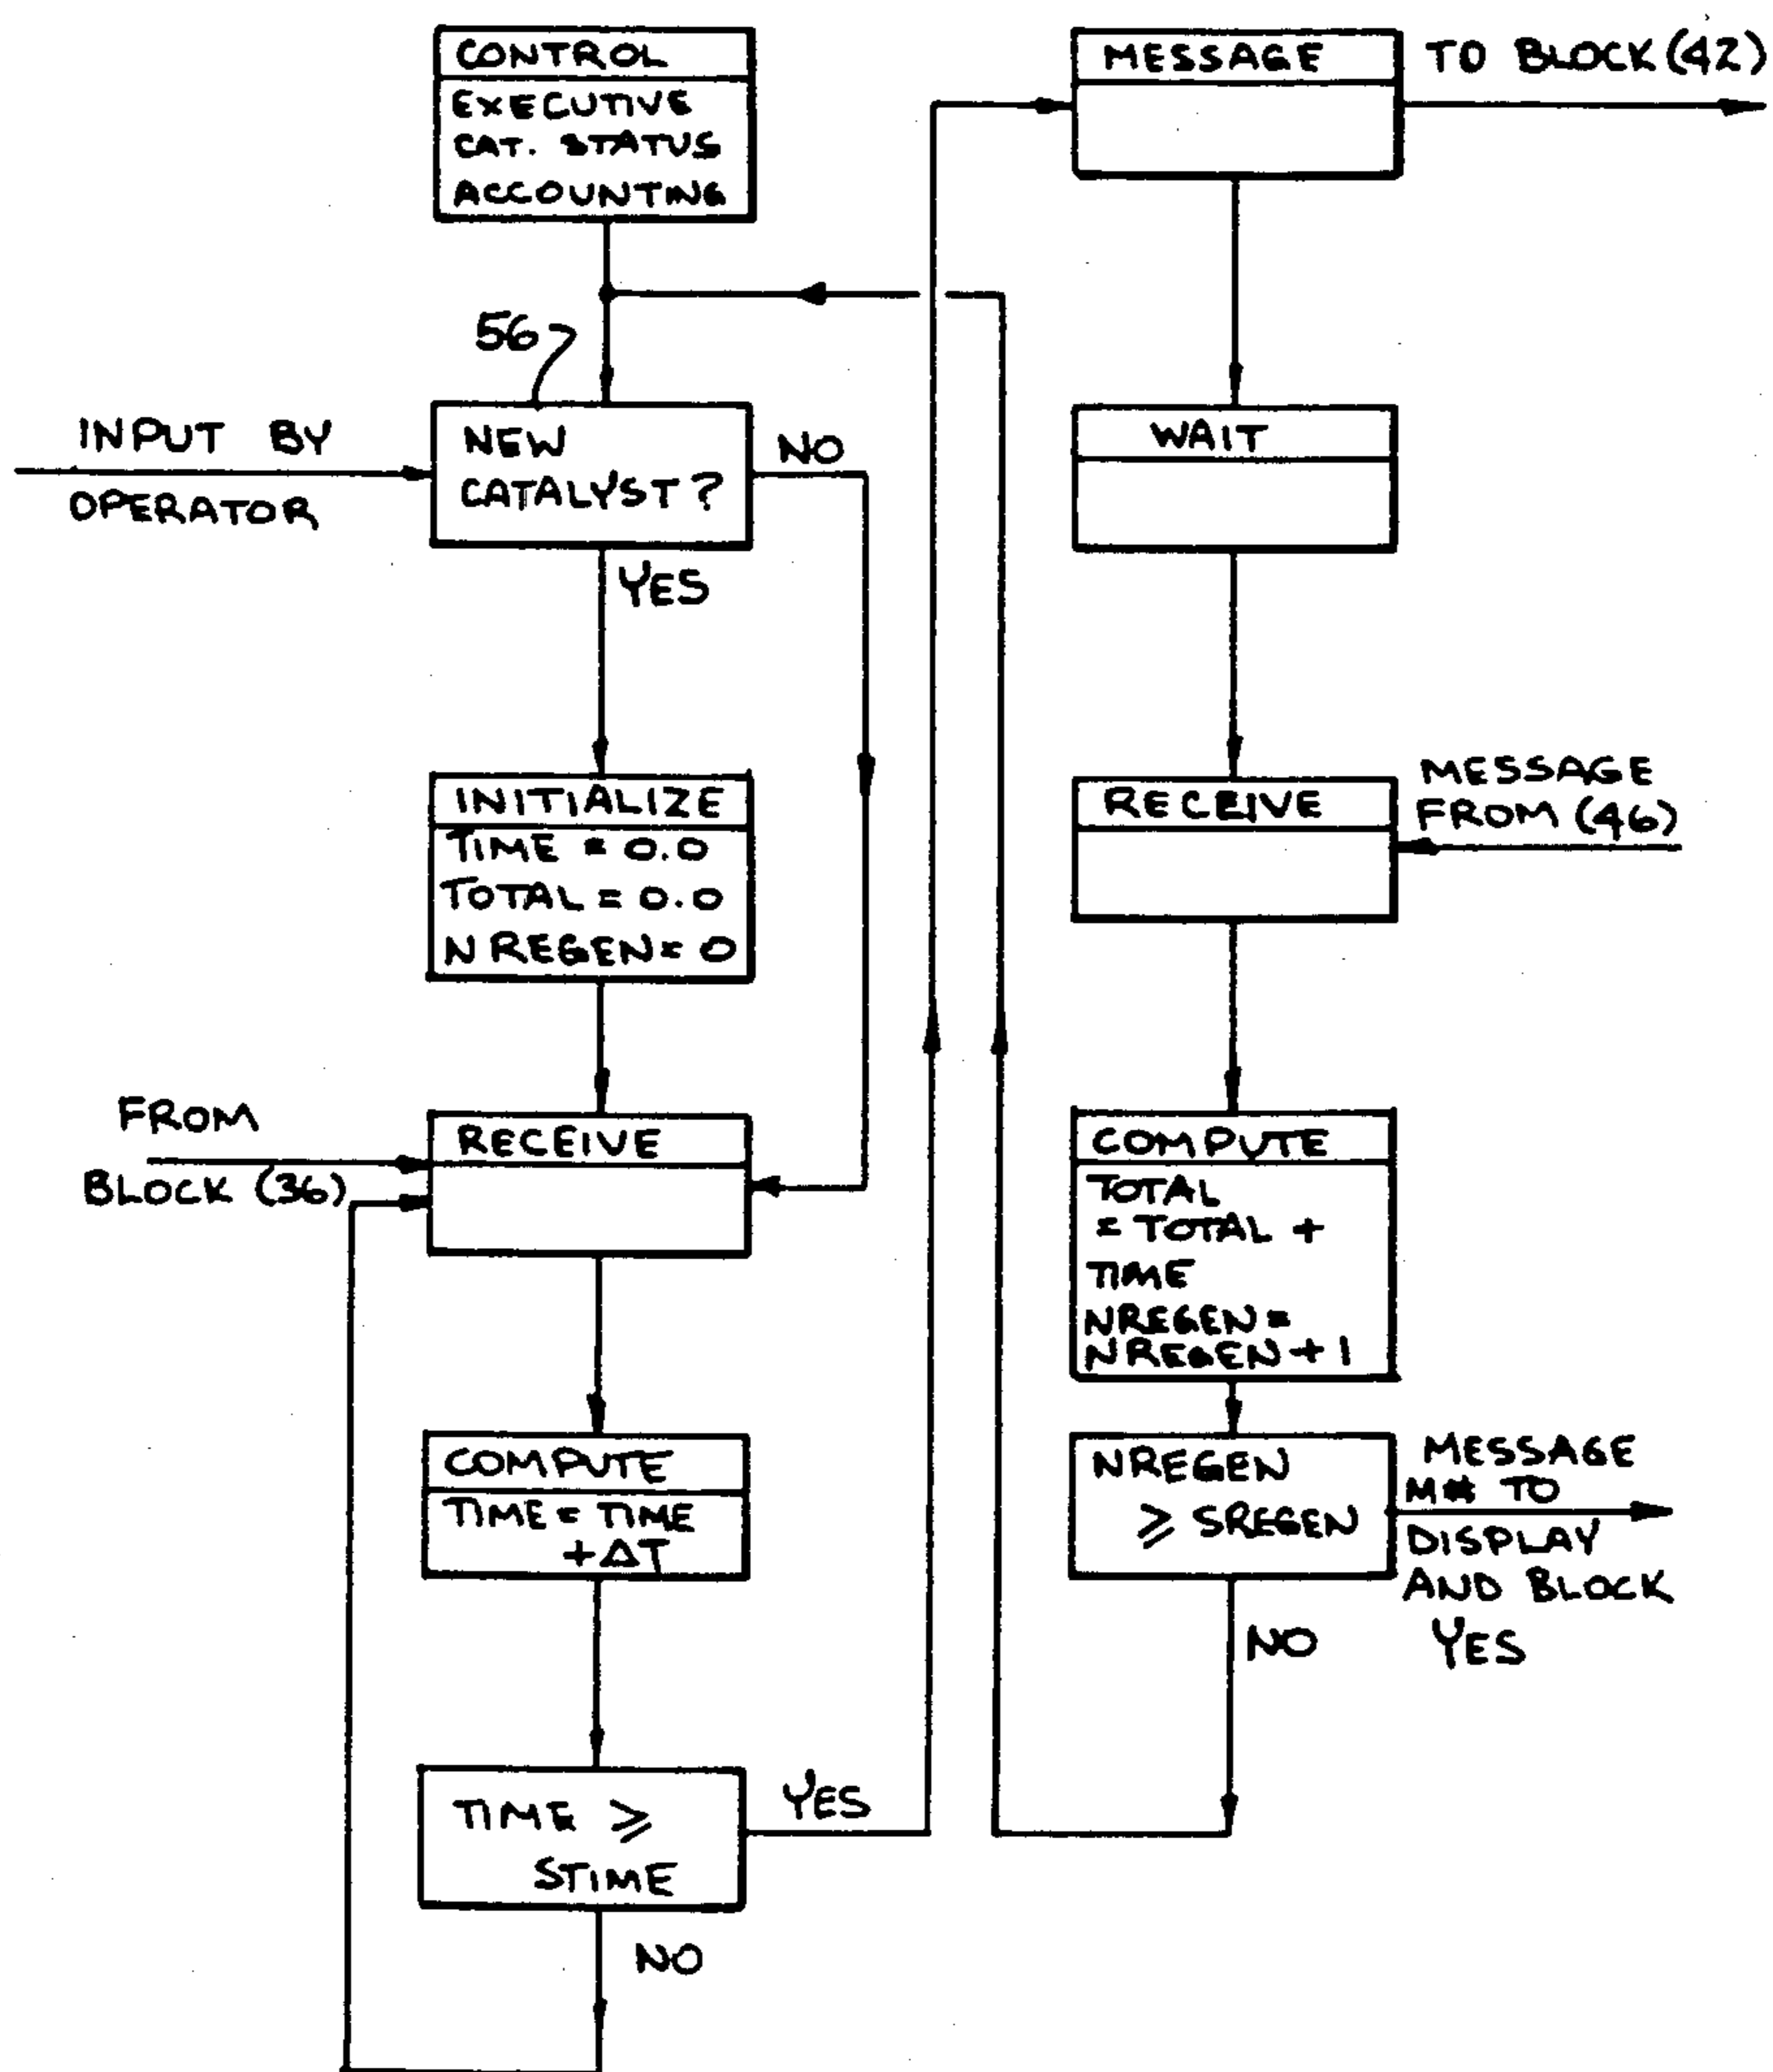 CONTROL
EXECUTIVE
CAT. STATUS
ACCOUNTING
56
INPUT BY
OPERATOR
NEW
CATALYST?
NO
YES
INITIALIZE
TIME = 0.0
TOTAL = 0.0
NREGEN = 0
FROM
BLOCK (36)
RECEIVE
COMPUTE
TIME = TIME
+ ΔT
TIME ≥
STIME
YES
NO
MESSAGE
TO BLOCK (42)
WAIT
RECEIVE
MESSAGE
FROM (46)
COMPUTE
TOTAL
= TOTAL +
TIME
NREGEN =
NREGEN + 1
NREGEN
≥ SREGEN
MESSAGE
M# TO
DISPLAY
AND BLOCK
YES
NO